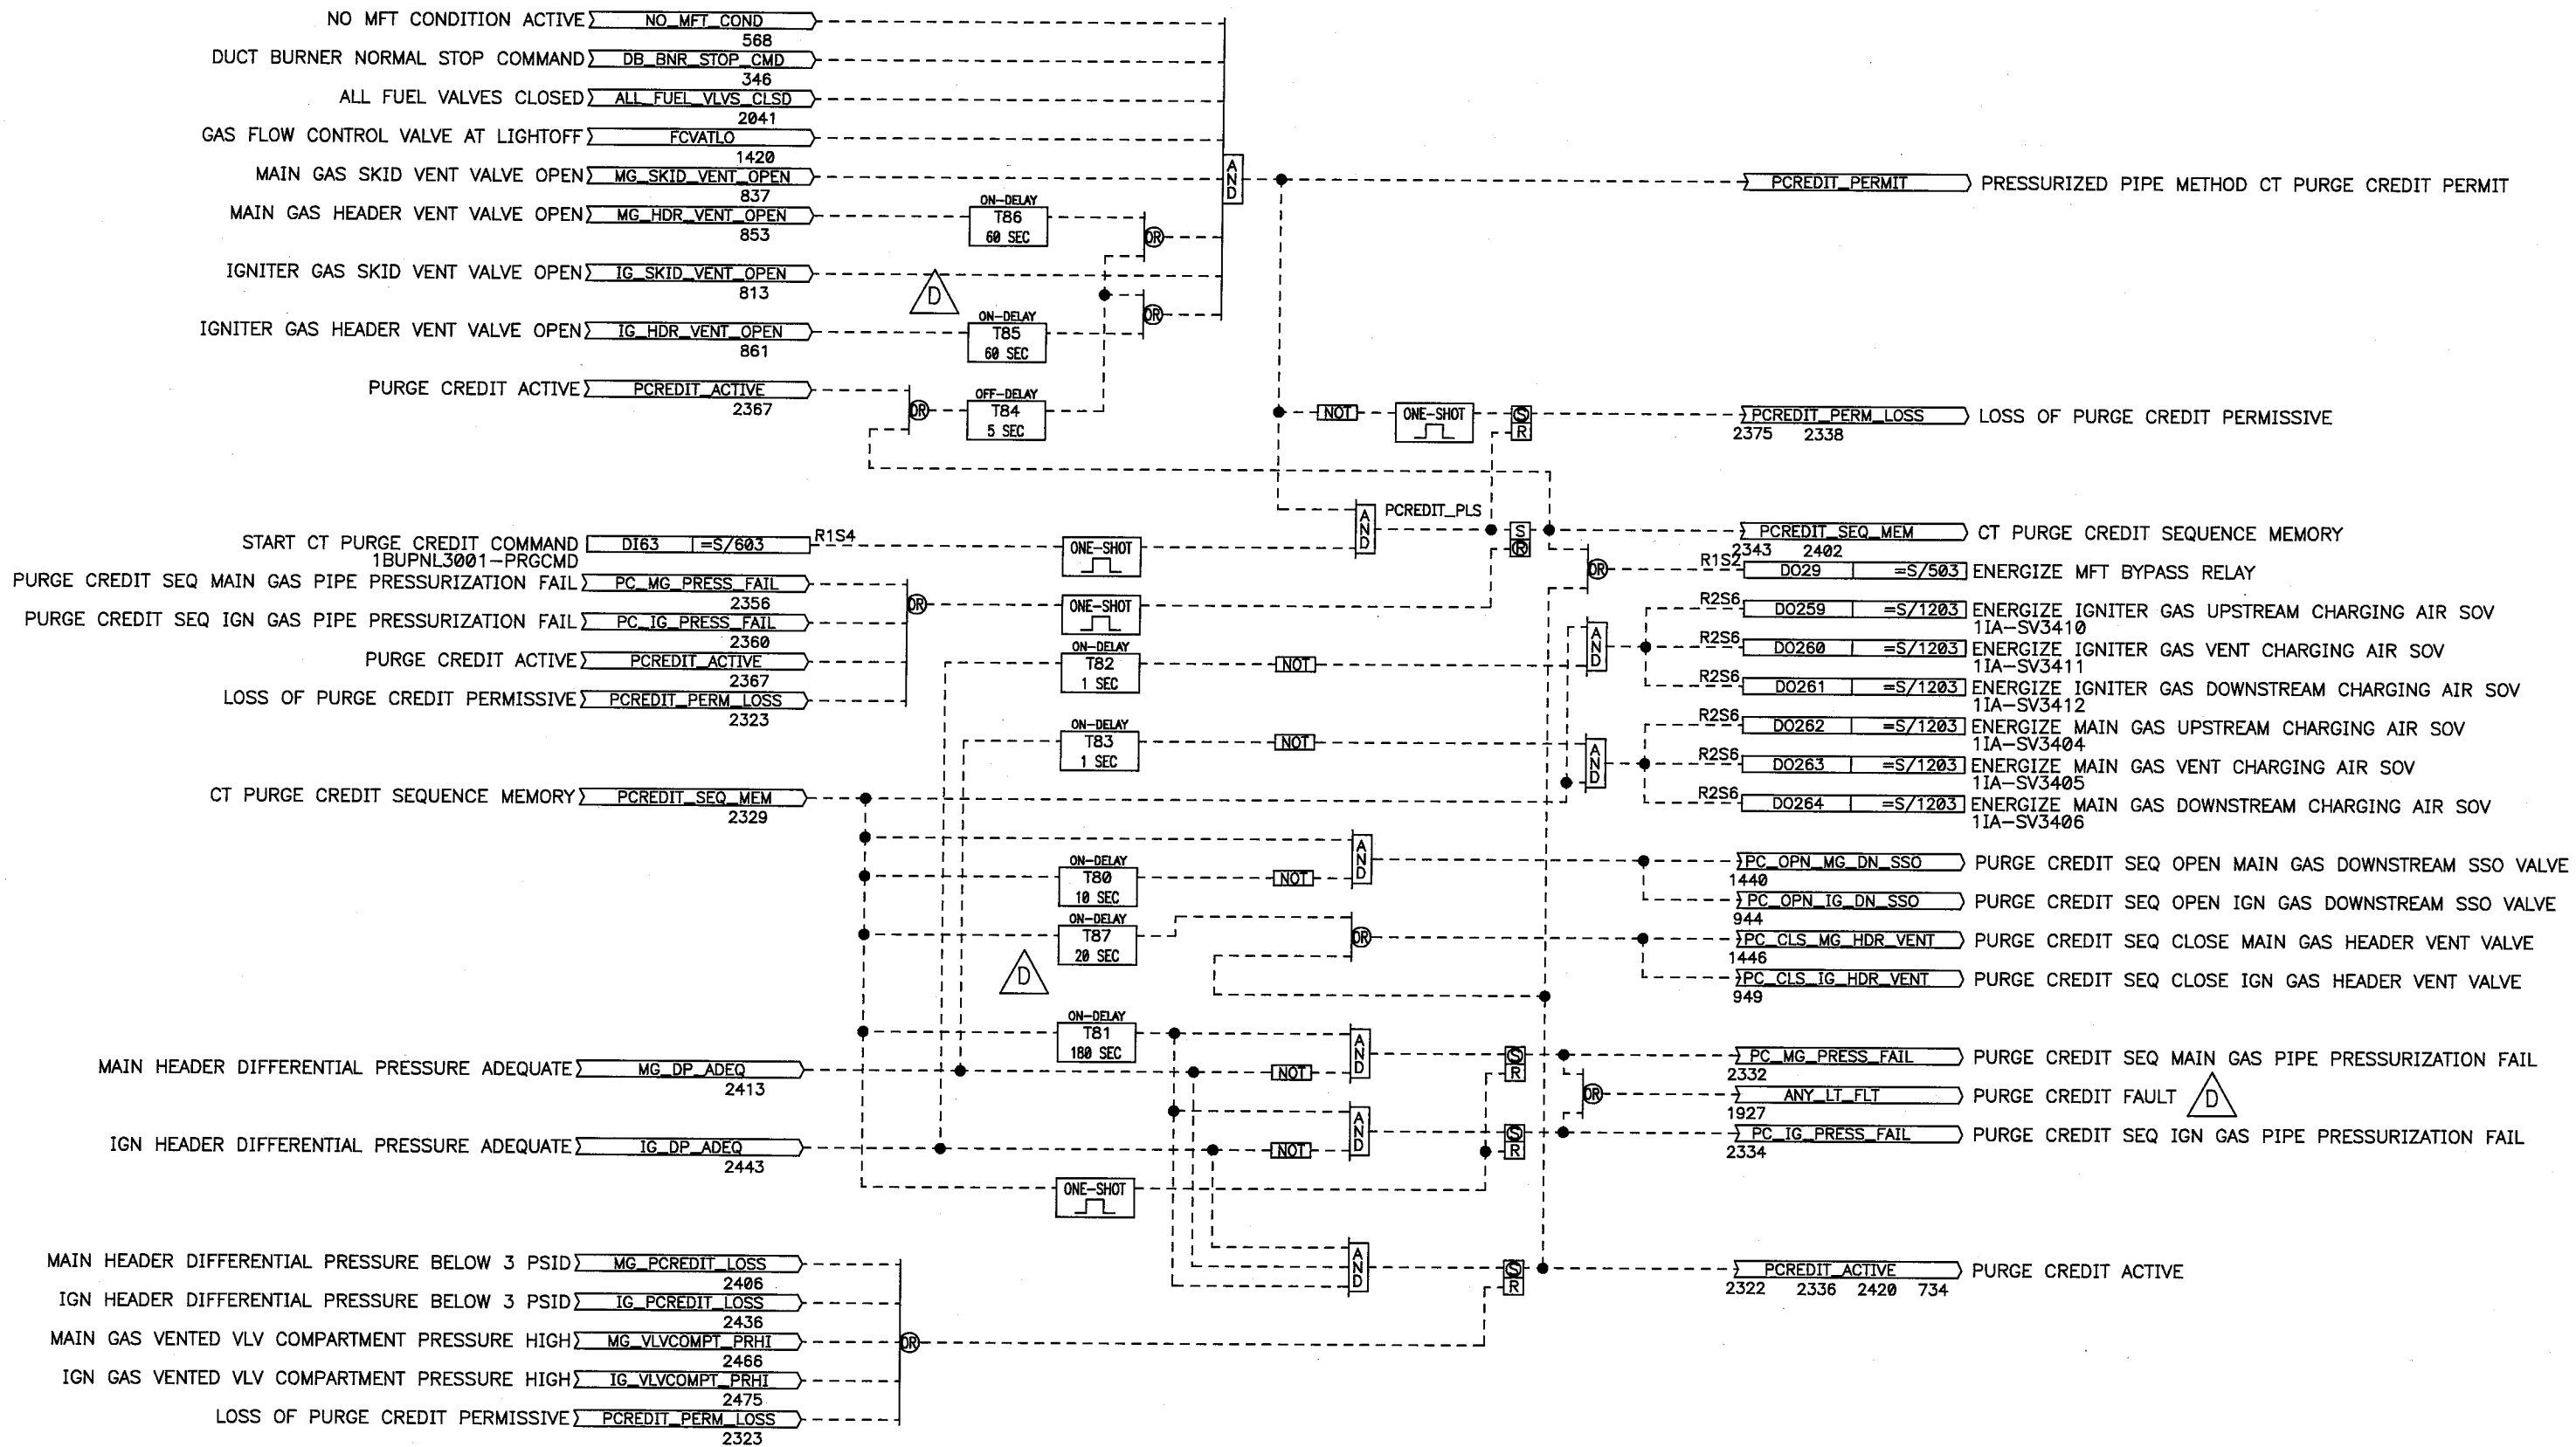 NO MFT CONDITION ACTIVE NO_MFT_COND
568
DUCT BURNER NORMAL STOP COMMAND DB_BNR_STOP_CMD
346
ALL FUEL VALVES CLOSED ALL_FUEL_VLVS_CLSD
2041
GAS FLOW CONTROL VALVE AT LIGHTOFF FCVATLO
1420
MAIN GAS SKID VENT VALVE OPEN MG_SKID_VENT_OPEN
837
MAIN GAS HEADER VENT VALVE OPEN MG_HDR_VENT_OPEN
853
IGNITER GAS SKID VENT VALVE OPEN IG_SKID_VENT_OPEN
813
IGNITER GAS HEADER VENT VALVE OPEN IG_HDR_VENT_OPEN
861
PURGE CREDIT ACTIVE PCREDIT_ACTIVE
2367
ON-DELAY
T86
60 SEC
D
ON-DELAY
T85
60 SEC
OFF-DELAY
T84
5 SEC
OR
OR
OR
AND
PCREDIT_PERMIT PRESSURIZED PIPE METHOD CT PURGE CREDIT PERMIT
NOT
ONE-SHOT
S
R
PCREDIT_PERM_LOSS LOSS OF PURGE CREDIT PERMISSIVE
2375 2338
START CT PURGE CREDIT COMMAND DI63 =S/603 R1S4
1BUPNL3001-PRGCMD
PURGE CREDIT SEQ MAIN GAS PIPE PRESSURIZATION FAIL PC_MG_PRESS_FAIL
2356
PURGE CREDIT SEQ IGN GAS PIPE PRESSURIZATION FAIL PC_IG_PRESS_FAIL
2360
PURGE CREDIT ACTIVE PCREDIT_ACTIVE
2367
LOSS OF PURGE CREDIT PERMISSIVE PCREDIT_PERM_LOSS
2323
OR
ONE-SHOT
ONE-SHOT
AND
PCREDIT_PLS
S
R
PCREDIT_SEQ_MEM CT PURGE CREDIT SEQUENCE MEMORY
2343 2402
OR
R1S2 DO29 =S/503 ENERGIZE MFT BYPASS RELAY
ON-DELAY
T82
1 SEC
NOT
AND
R2S6 DO259 =S/1203 ENERGIZE IGNITER GAS UPSTREAM CHARGING AIR SOV
1IA-SV3410
R2S6 DO260 =S/1203 ENERGIZE IGNITER GAS VENT CHARGING AIR SOV
1IA-SV3411
R2S6 DO261 =S/1203 ENERGIZE IGNITER GAS DOWNSTREAM CHARGING AIR SOV
1IA-SV3412
ON-DELAY
T83
1 SEC
NOT
AND
R2S6 DO262 =S/1203 ENERGIZE MAIN GAS UPSTREAM CHARGING AIR SOV
1IA-SV3404
R2S6 DO263 =S/1203 ENERGIZE MAIN GAS VENT CHARGING AIR SOV
1IA-SV3405
R2S6 DO264 =S/1203 ENERGIZE MAIN GAS DOWNSTREAM CHARGING AIR SOV
1IA-SV3406
CT PURGE CREDIT SEQUENCE MEMORY PCREDIT_SEQ_MEM
2329
ON-DELAY
T80
10 SEC
NOT
AND
PC_OPN_MG_DN_SSO PURGE CREDIT SEQ OPEN MAIN GAS DOWNSTREAM SSO VALVE
1440
PC_OPN_IG_DN_SSO PURGE CREDIT SEQ OPEN IGN GAS DOWNSTREAM SSO VALVE
944
ON-DELAY
T87
20 SEC
D
OR
PC_CLS_MG_HDR_VENT PURGE CREDIT SEQ CLOSE MAIN GAS HEADER VENT VALVE
1446
PC_CLS_IG_HDR_VENT PURGE CREDIT SEQ CLOSE IGN GAS HEADER VENT VALVE
949
ON-DELAY
T81
180 SEC
MAIN HEADER DIFFERENTIAL PRESSURE ADEQUATE MG_DP_ADEQ
2413
NOT
AND
S
R
PC_MG_PRESS_FAIL PURGE CREDIT SEQ MAIN GAS PIPE PRESSURIZATION FAIL
2332
OR
ANY_LT_FLT PURGE CREDIT FAULT D
1927
IGN HEADER DIFFERENTIAL PRESSURE ADEQUATE IG_DP_ADEQ
2443
NOT
AND
S
R
PC_IG_PRESS_FAIL PURGE CREDIT SEQ IGN GAS PIPE PRESSURIZATION FAIL
2334
ONE-SHOT
MAIN HEADER DIFFERENTIAL PRESSURE BELOW 3 PSID MG_PCREDIT_LOSS
2406
IGN HEADER DIFFERENTIAL PRESSURE BELOW 3 PSID IG_PCREDIT_LOSS
2436
MAIN GAS VENTED VLV COMPARTMENT PRESSURE HIGH MG_VLVCOMPT_PRHI
2466
IGN GAS VENTED VLV COMPARTMENT PRESSURE HIGH IG_VLVCOMPT_PRHI
2475
LOSS OF PURGE CREDIT PERMISSIVE PCREDIT_PERM_LOSS
2323
OR
AND
S
R
PCREDIT_ACTIVE PURGE CREDIT ACTIVE
2322 2336 2420 734